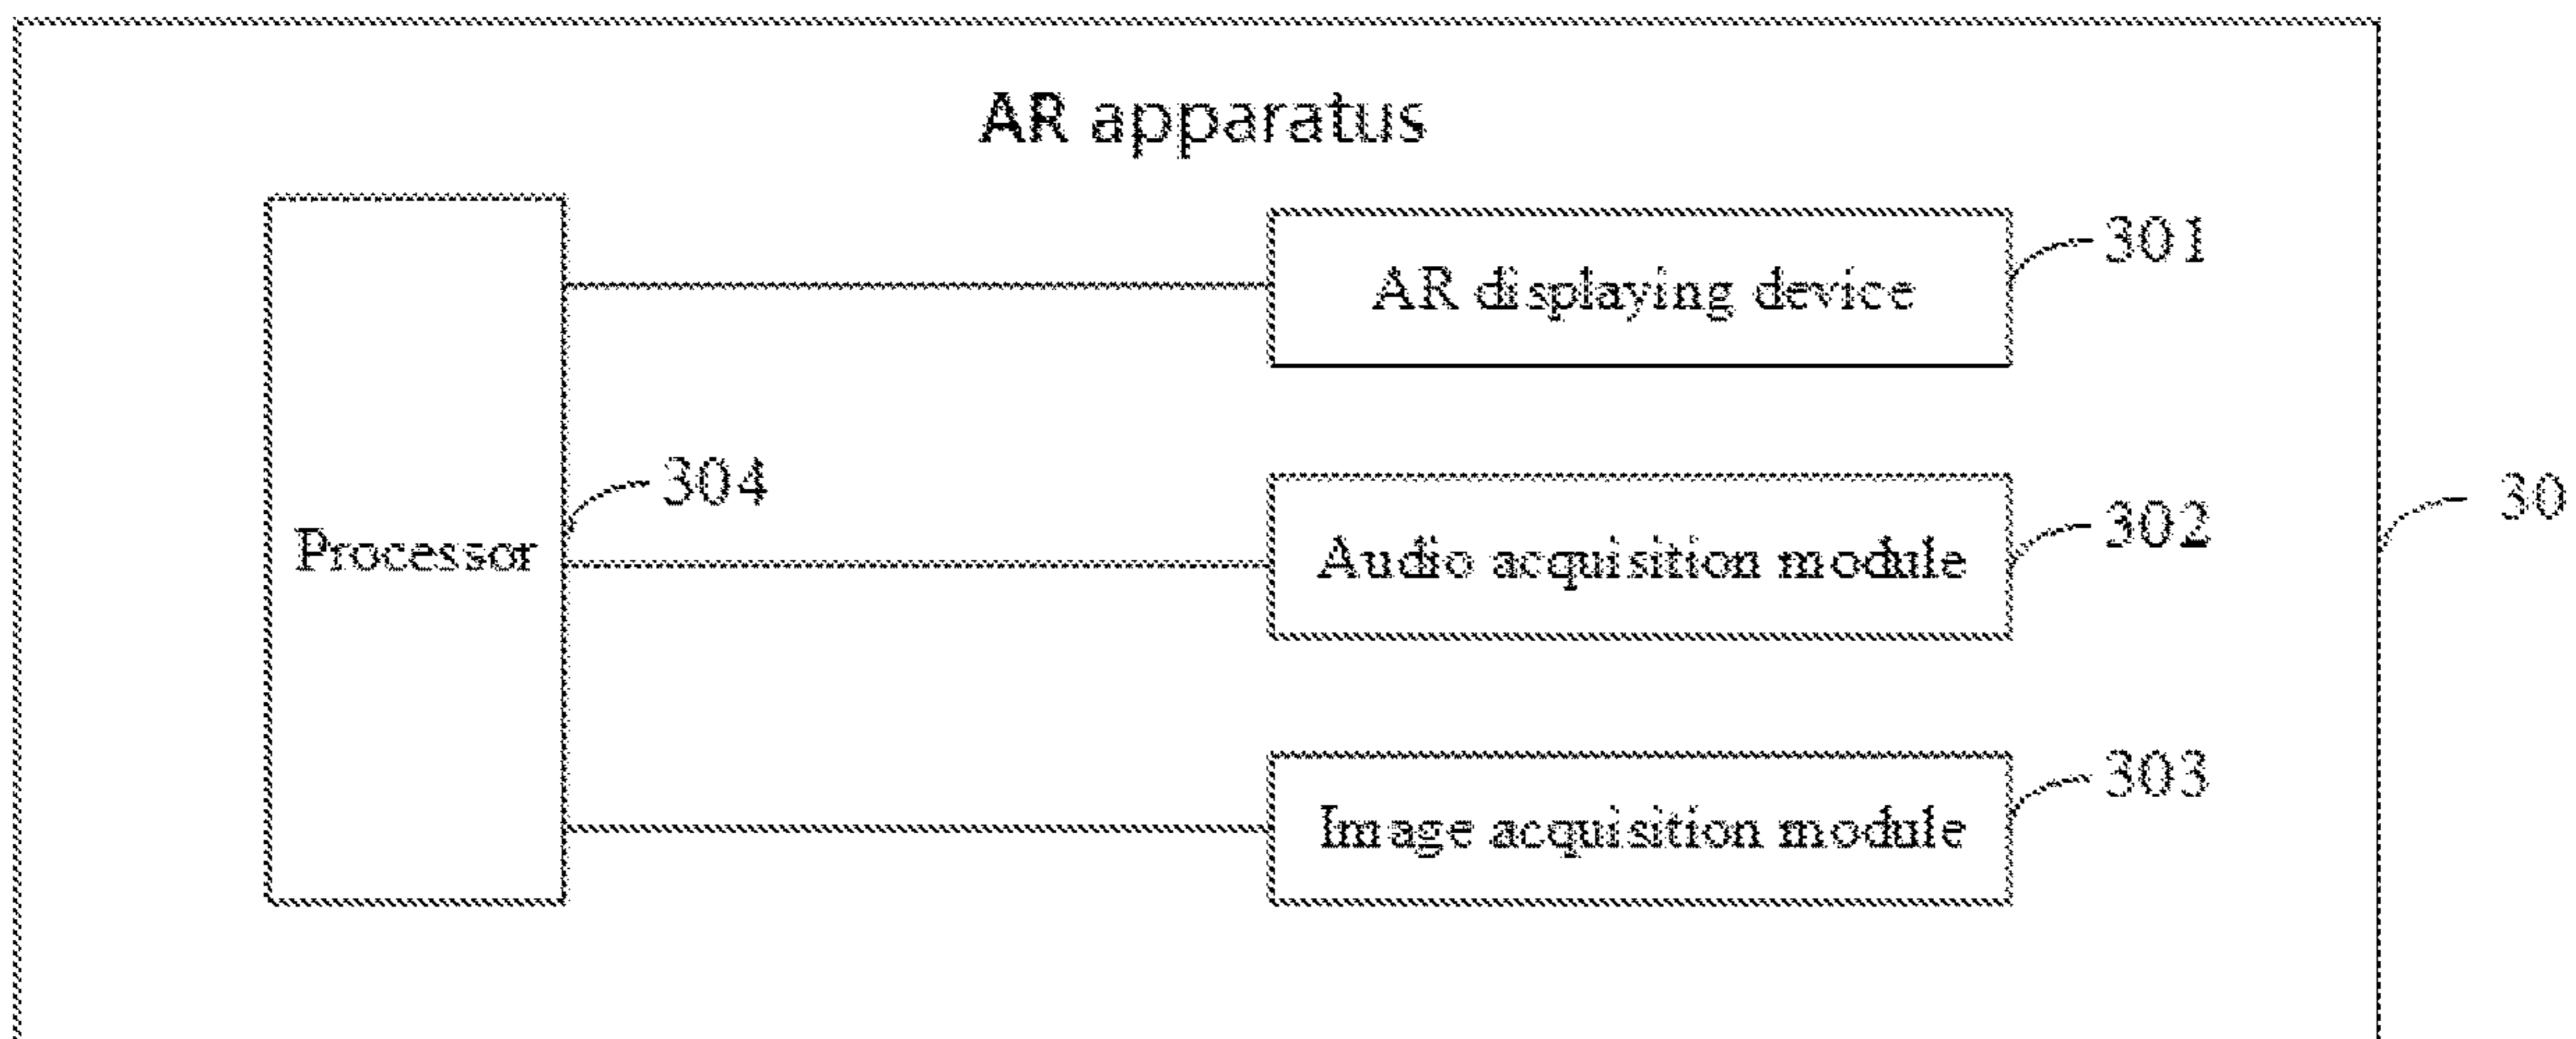 AR apparatus
301
AR displaying device
304
30
302
Processor
Audio acquisition module
303
Image acquisition module